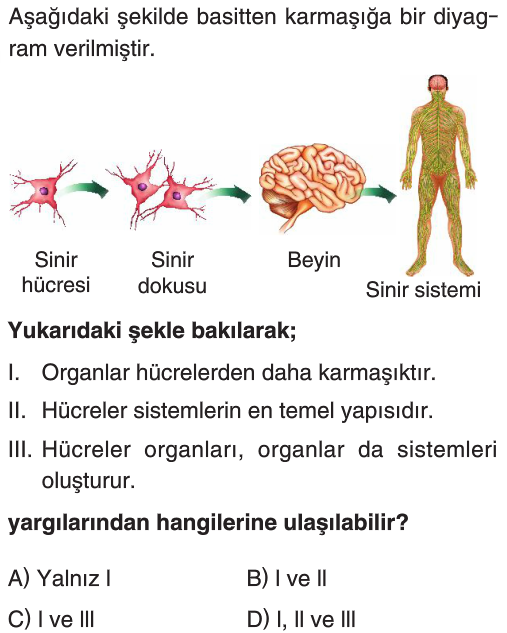 Aşağıdaki şekilde basitten karmaşığa bir diyag-
ram verilmiştir.
Sinir
hücresi
Sinir
dokusu
Beyin
Sinir sistemi
Yukarıdaki şekle bakılarak;
I. Organlar hücrelerden daha karmaşıktır.
II. Hücreler sistemlerin en temel yapısıdır.
III. Hücreler organları, organlar da sistemleri
oluşturur.
yargılarından hangilerine ulaşılabilir?
A) Yalnız I
B) I ve II
C) I ve III
D) I, II ve III